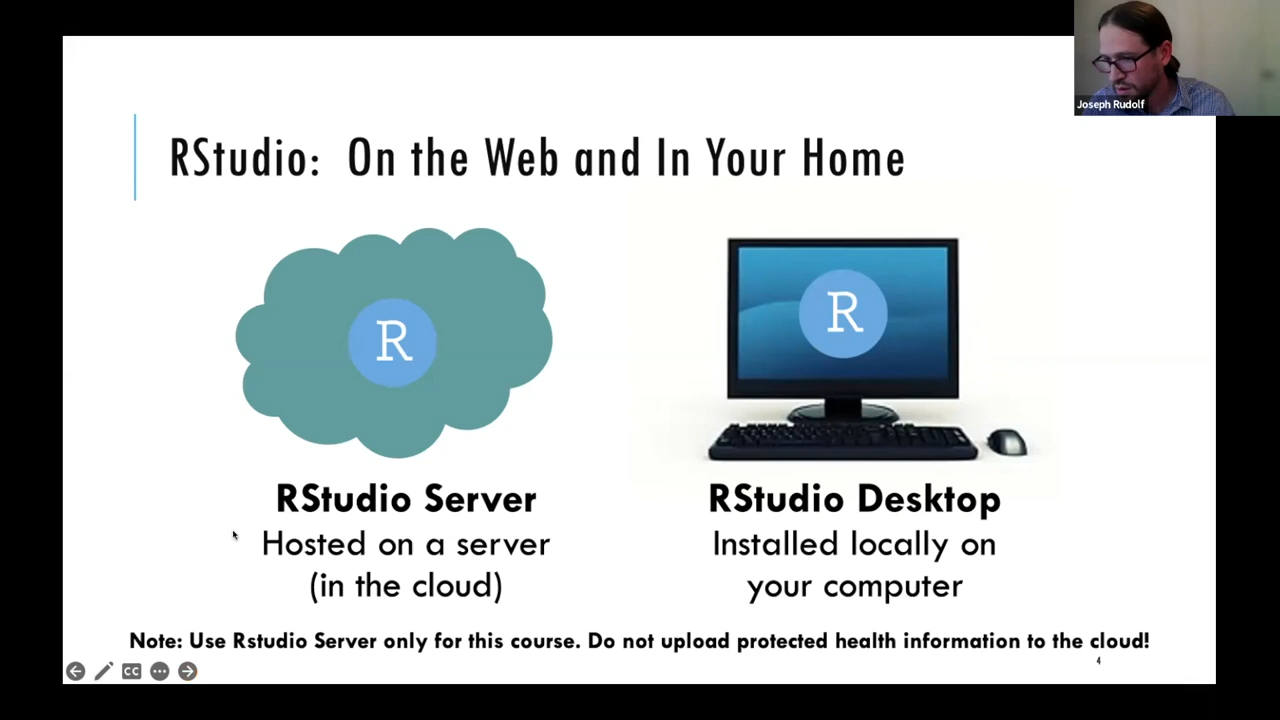 Joseph Rudolf
RStudio: On the Web and In Your Home
R
R
RStudio Server
Hosted on a server
(in the cloud)
RStudio Desktop
Installed locally on
your computer
Note: Use Rstudio Server only for this course. Do not upload protected health information to the cloud!
4
CC